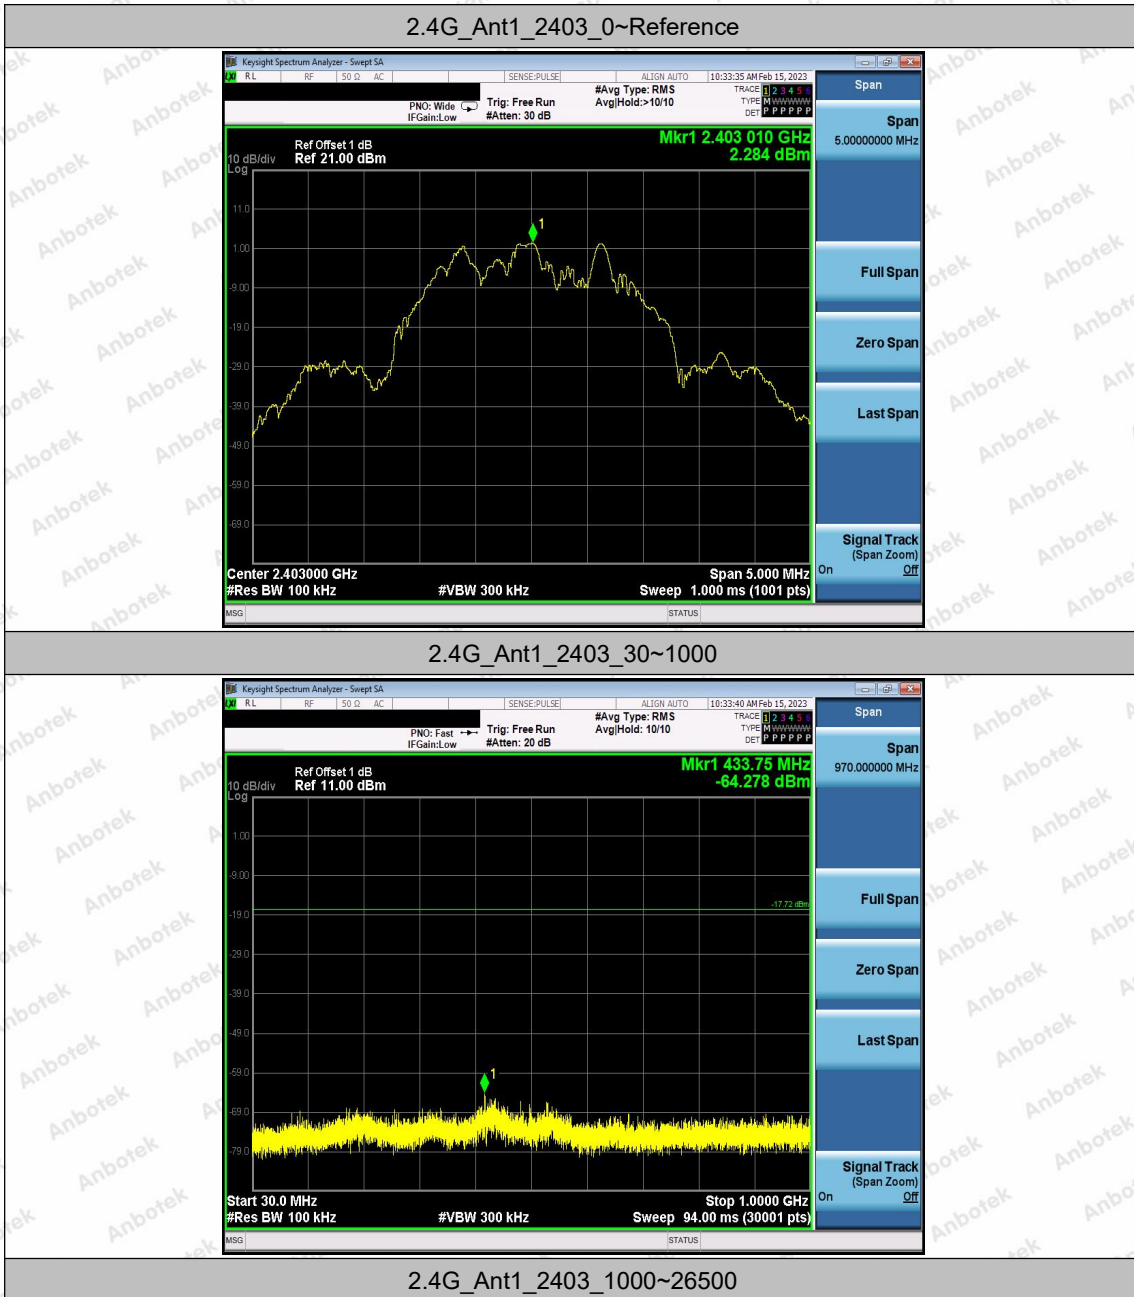 2.4G_Ant1_2403_0~Reference
Keysight Spectrum Analyzer - Swept SA
LXI RL RF 50 Ω AC SENSE:PULSE ALIGN AUTO 10:33:35 AM Feb 15, 2023
#Avg Type: RMS TRACE 1 2 3 4 5 6
PNO: Wide Trig: Free Run Avg|Hold:>10/10 TYPE M WWWWW
IFGain:Low #Atten: 30 dB DET P P P P P P
Span
Span
5.00000000 MHz
Mkr1 2.403 010 GHz
2.284 dBm
Ref Offset 1 dB
10 dB/div Ref 21.00 dBm
Log
11.0
1
1.00
-9.00
-19.0
-29.0
-39.0
-49.0
-59.0
-69.0
Full Span
Zero Span
Last Span
Signal Track
(Span Zoom)
On Off
Center 2.403000 GHz Span 5.000 MHz
#Res BW 100 kHz #VBW 300 kHz Sweep 1.000 ms (1001 pts)
MSG STATUS
2.4G_Ant1_2403_30~1000
Keysight Spectrum Analyzer - Swept SA
LXI RL RF 50 Ω AC SENSE:PULSE ALIGN AUTO 10:33:40 AM Feb 15, 2023
#Avg Type: RMS TRACE 1 2 3 4 5 6
PNO: Fast Trig: Free Run Avg|Hold: 10/10 TYPE M WWWWW
IFGain:Low #Atten: 20 dB DET P P P P P P
Span
Span
970.000000 MHz
Mkr1 433.75 MHz
-64.278 dBm
Ref Offset 1 dB
10 dB/div Ref 11.00 dBm
Log
1.00
-9.00
-17.72 dBm
-19.0
-29.0
-39.0
-49.0
-59.0
1
-69.0
-79.0
Full Span
Zero Span
Last Span
Signal Track
(Span Zoom)
On Off
Start 30.0 MHz Stop 1.0000 GHz
#Res BW 100 kHz #VBW 300 kHz Sweep 94.00 ms (30001 pts)
MSG STATUS
2.4G_Ant1_2403_1000~26500